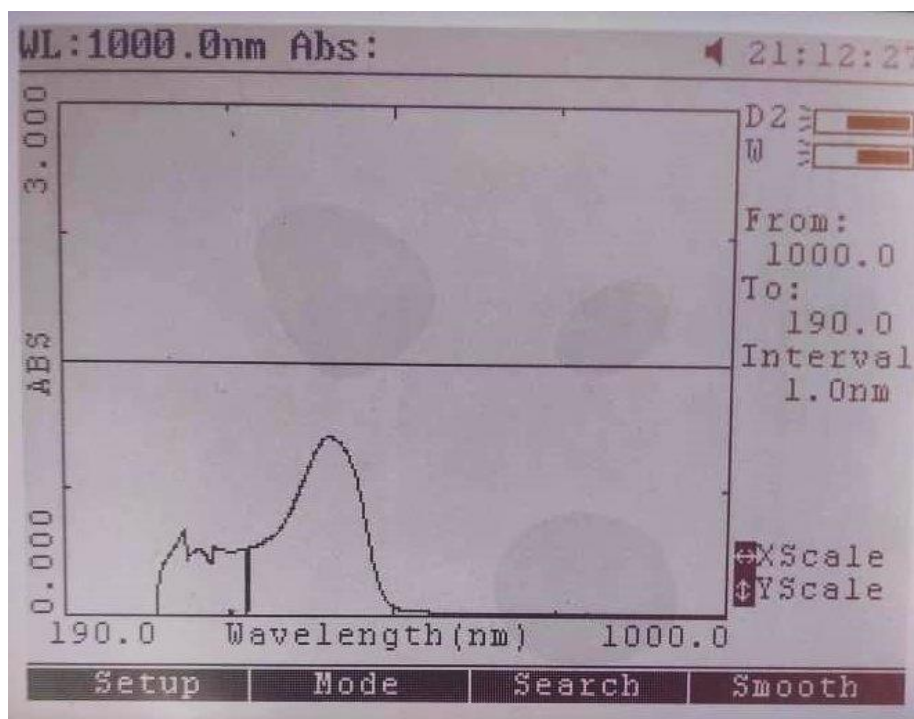 WL:1000.0nm Abs: 21:12:27
3.000
ABS
0.000
D2
W
From:
1000.0
To:
190.0
Interval
1.0nm
XScale
YScale
190.0 Wavelength(nm) 1000.0
Setup Mode Search Smooth